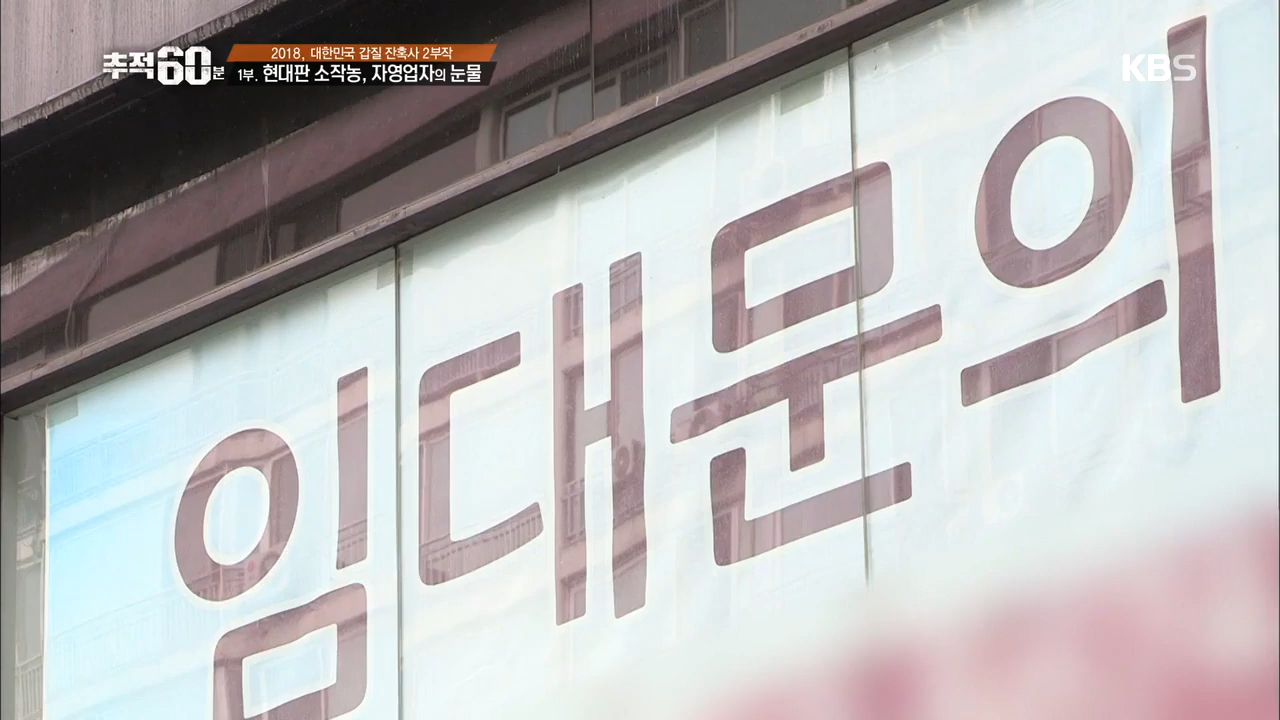 추적60분
2018, 대한민국 갑질 잔혹사 2부작
1부. 현대판 소작농, 자영업자의 눈물
KBS
임대문의